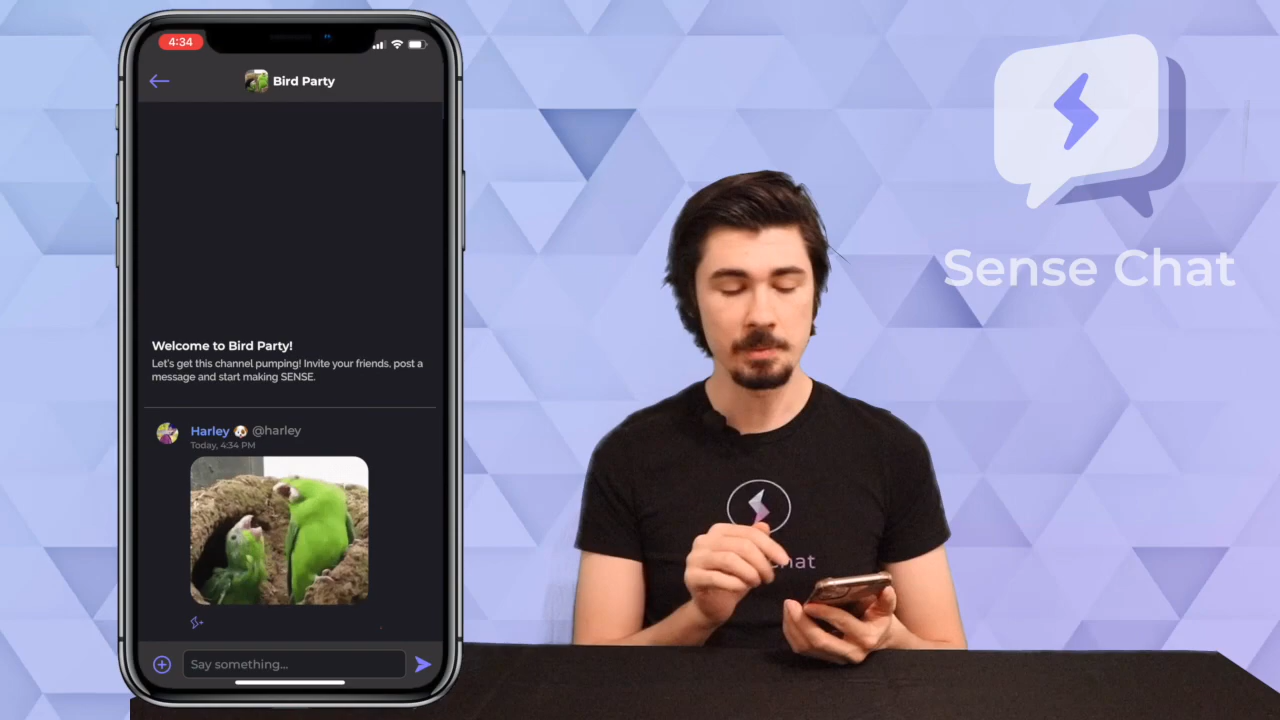 4:34
Bird Party
Welcome to Bird Party!
Let's get this channel pumping! Invite your friends, post a
message and start making SENSE.
Harley @harley
Today, 4:34 PM
Say something...
Sense Chat
hat